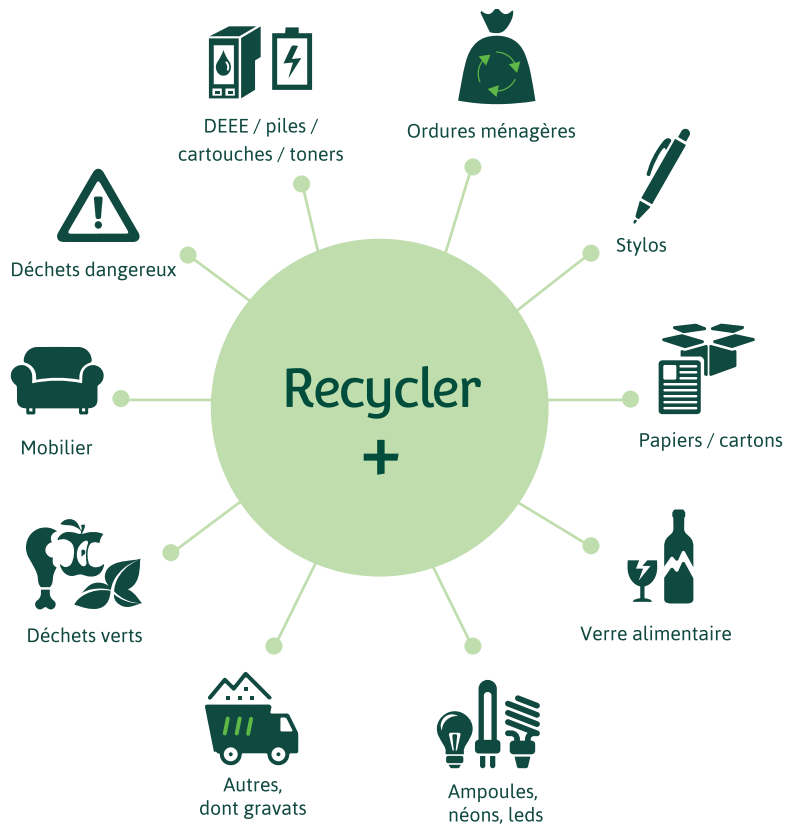 DEEE / piles /
cartouches / toners
Ordures ménagères
Stylos
Déchets dangereux
Recycler
+
Papiers / cartons
Mobilier
Verre alimentaire
Déchets verts
Autres,
dont gravats
Ampoules,
néons, leds